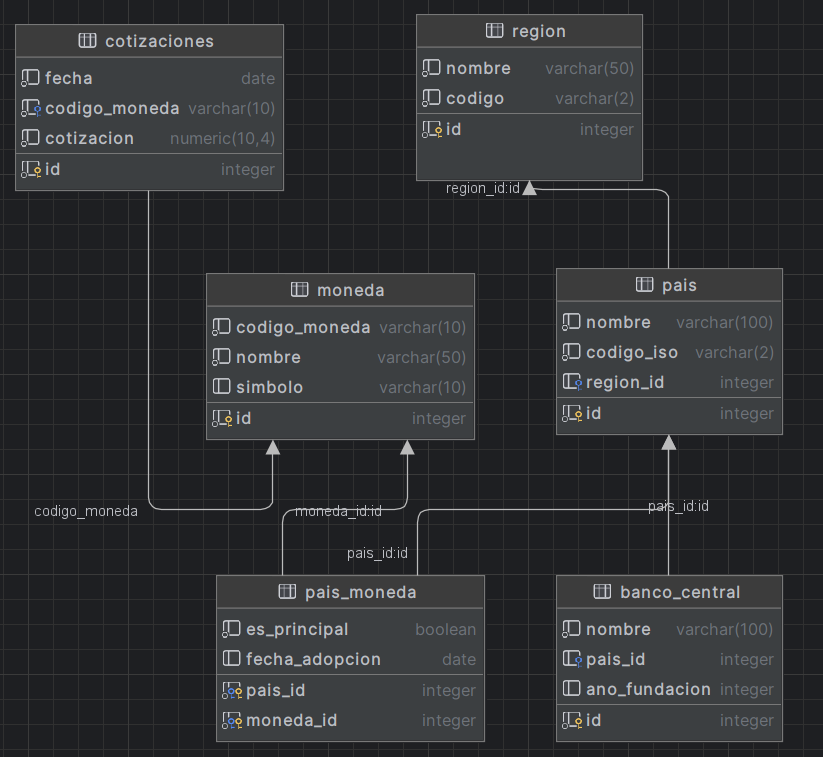 cotizaciones
fecha date
codigo_moneda varchar(10)
cotizacion numeric(10,4)
id integer
region
nombre varchar(50)
codigo varchar(2)
id integer
region_id:id
moneda
codigo_moneda varchar(10)
nombre varchar(50)
simbolo varchar(10)
id integer
pais
nombre varchar(100)
codigo_iso varchar(2)
region_id integer
id integer
codigo_moneda
moneda_id:id
pais_id:id
pais_id:id
pais_moneda
es_principal boolean
fecha_adopcion date
pais_id integer
moneda_id integer
banco_central
nombre varchar(100)
pais_id integer
ano_fundacion integer
id integer